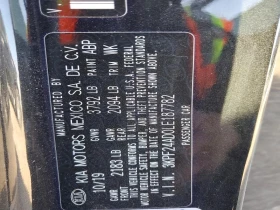 MANUFACTURED BY
KIA MOTORS MEXICO S.A. DE C.V.
10/19 GVWR 3792 LB PAINT ABP
GAWR FRONT 2183 LB GAWR REAR 2094 LB TRIM WK
THIS VEHICLE CONFORMS TO ALL APPLICABLE U.S.A. FEDERAL
MOTOR VEHICLE SAFETY, BUMPER, AND THEFT PREVENTION STANDARDS
IN EFFECT ON THE DATE OF MANUFACTURE SHOWN ABOVE.
V.I.N.: 3KPF24AD0LE187782
PASSENGER CAR